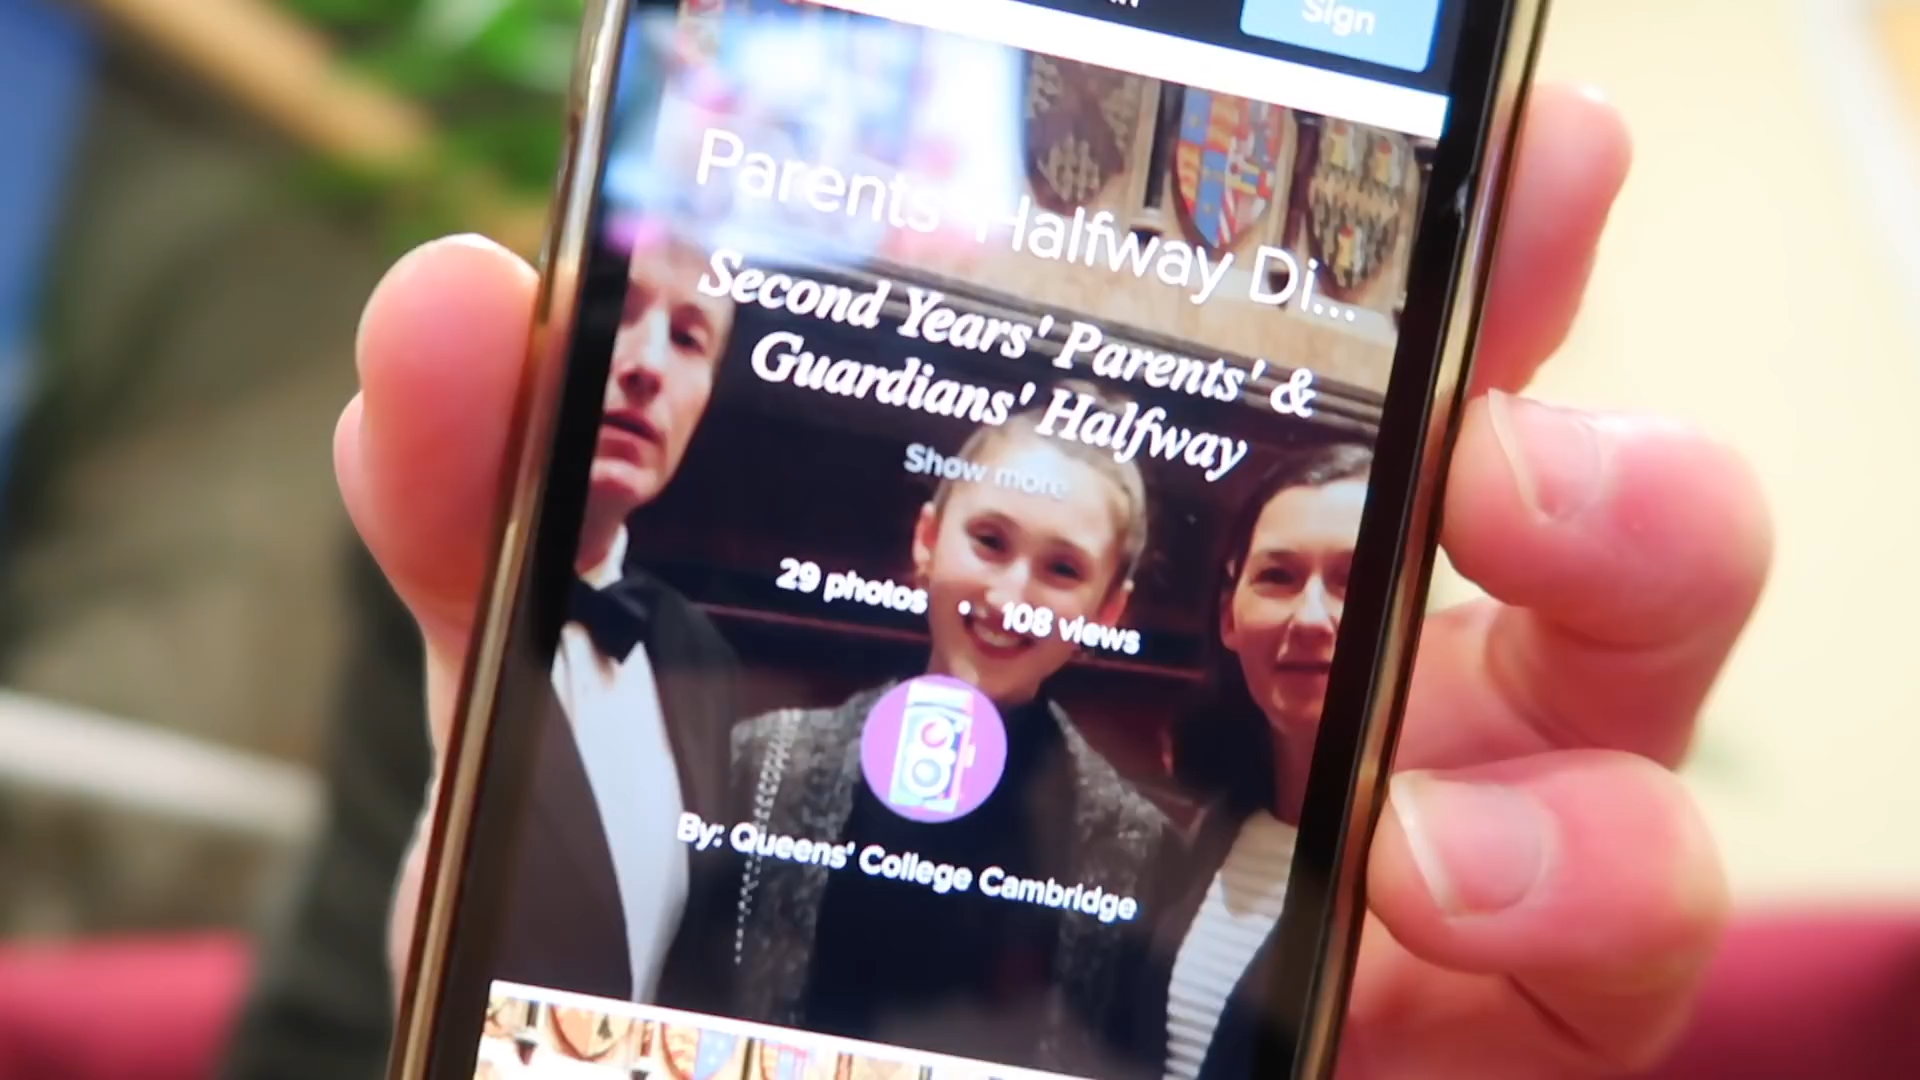 Sign
Parents' Halfway Di...
Second Years' Parents' &
Guardians' Halfway
Show more
29 photos • 108 views
By: Queens' College Cambridge